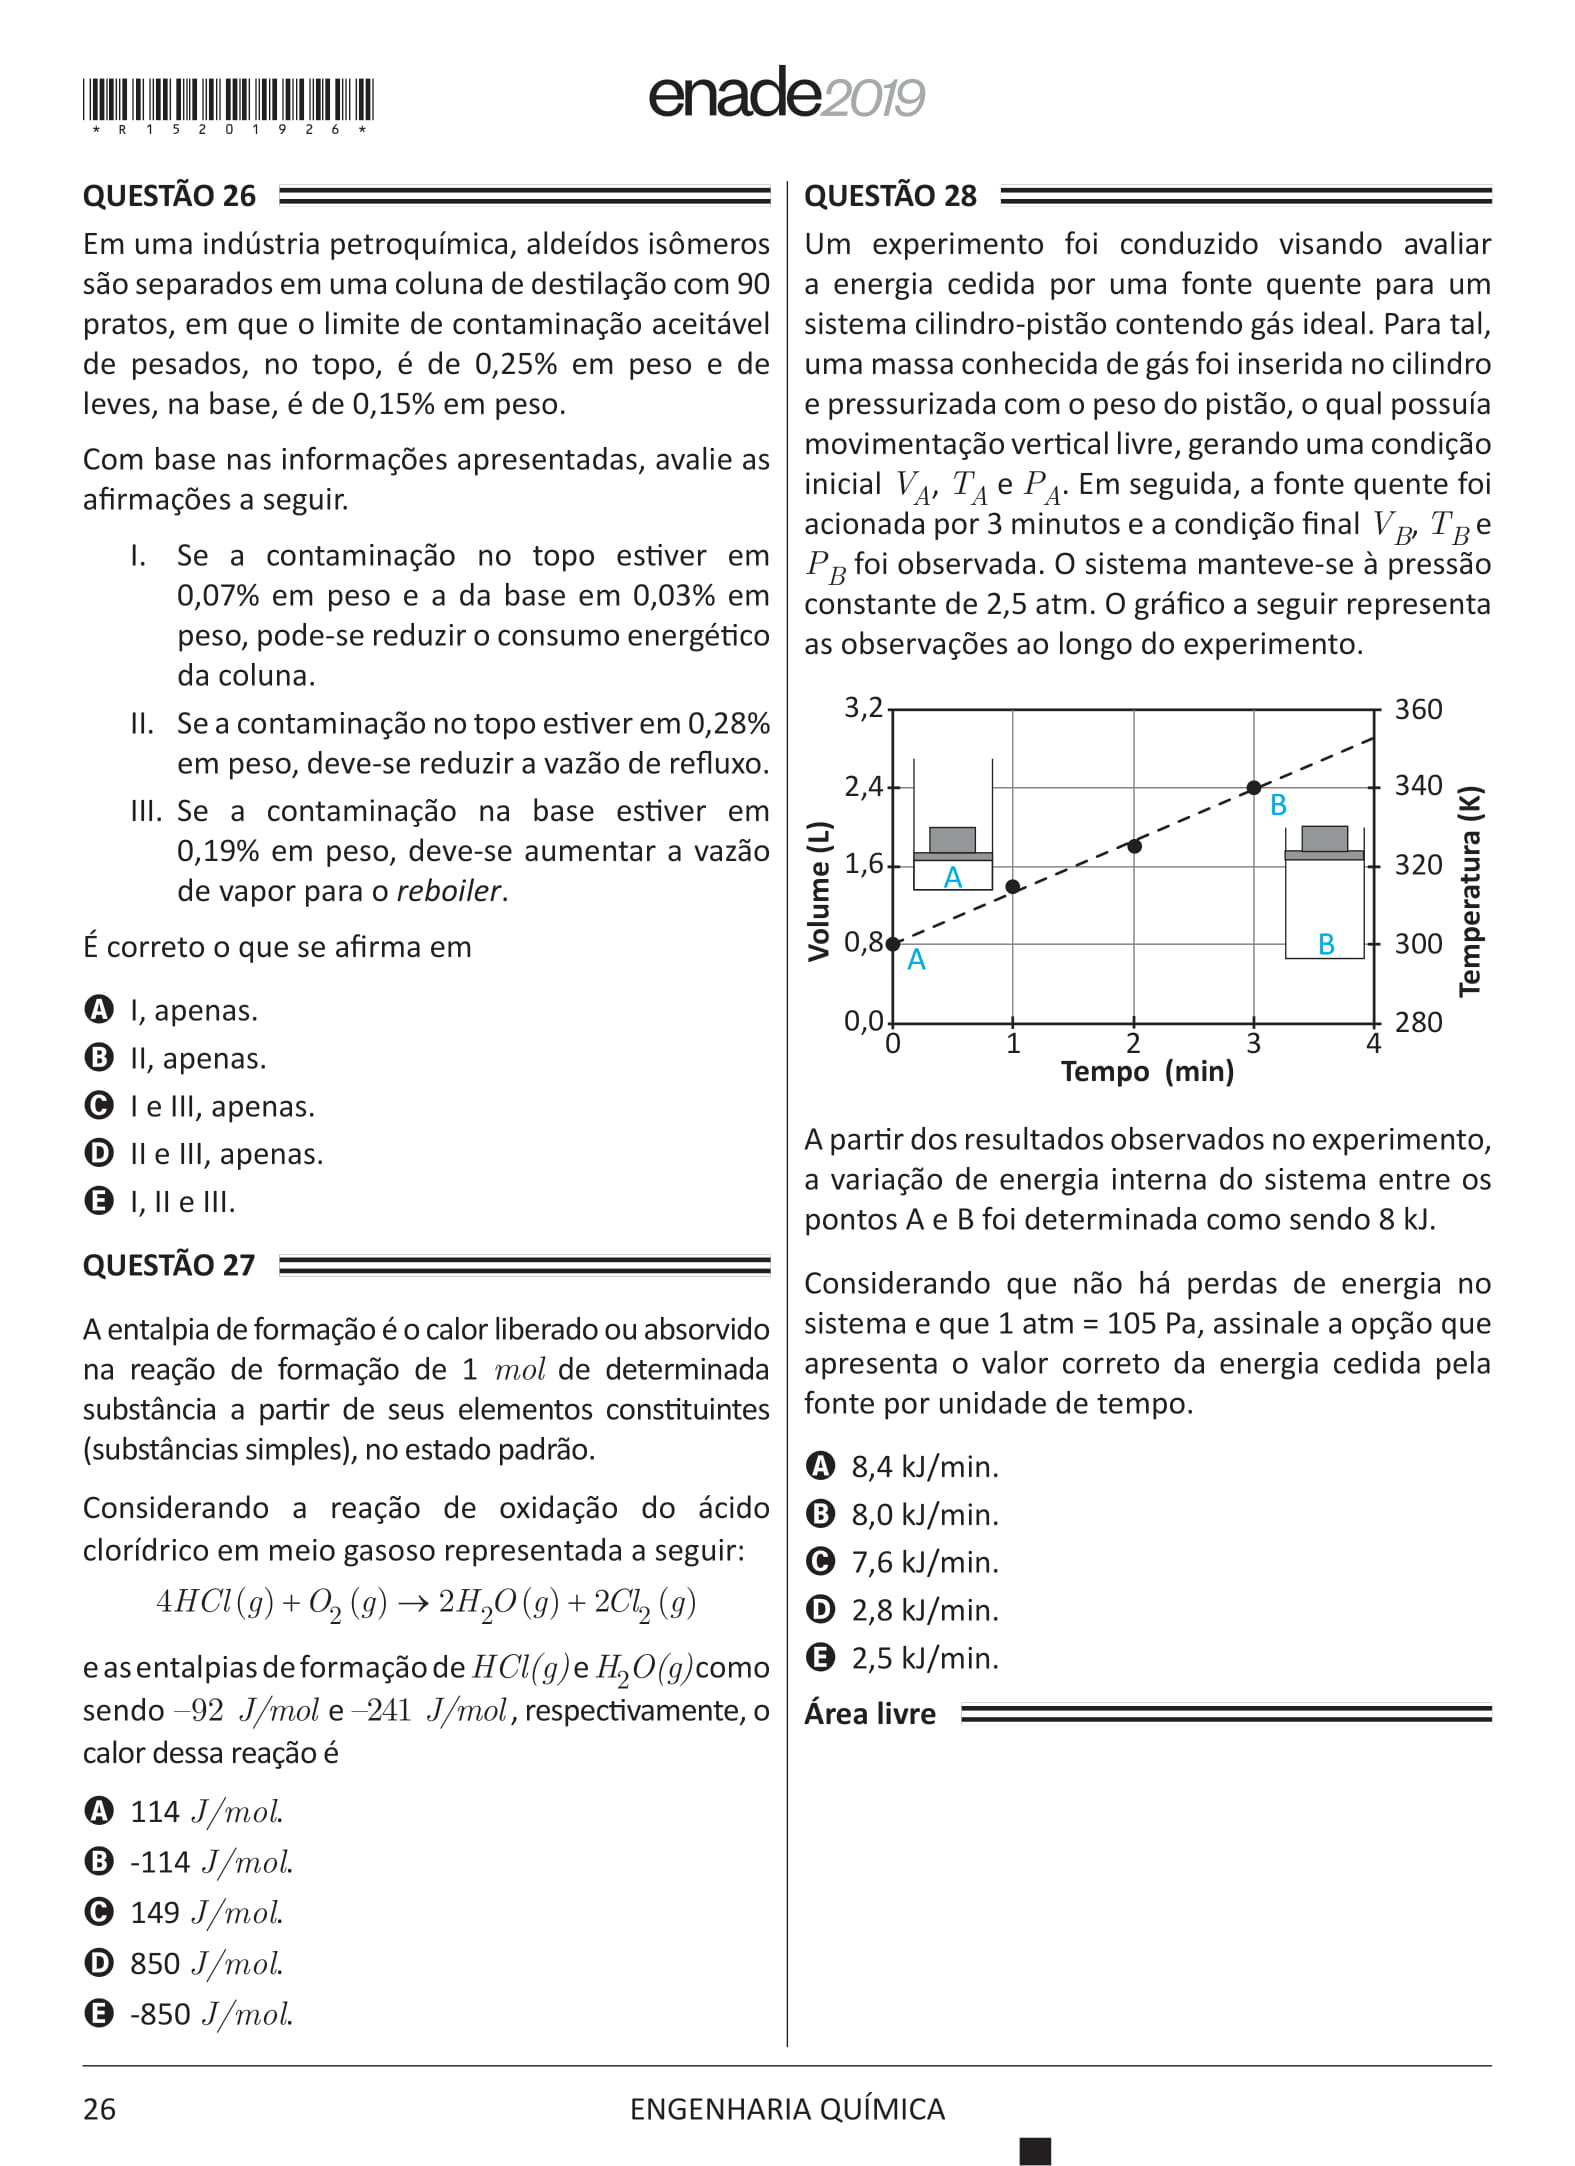 * R 1 5 2 0 1 9 2 6 *
enade2019
QUESTÃO 26
Em uma indústria petroquímica, aldeídos isômeros
são separados em uma coluna de destilação com 90
pratos, em que o limite de contaminação aceitável
de pesados, no topo, é de 0,25% em peso e de
leves, na base, é de 0,15% em peso.
Com base nas informações apresentadas, avalie as
afirmações a seguir.
I. Se a contaminação no topo estiver em
0,07% em peso e a da base em 0,03% em
peso, pode-se reduzir o consumo energético
da coluna.
II. Se a contaminação no topo estiver em 0,28%
em peso, deve-se reduzir a vazão de refluxo.
III. Se a contaminação na base estiver em
0,19% em peso, deve-se aumentar a vazão
de vapor para o reboiler.
É correto o que se afirma em
A I, apenas.
B II, apenas.
C I e III, apenas.
D II e III, apenas.
E I, II e III.
QUESTÃO 27
A entalpia de formação é o calor liberado ou absorvido
na reação de formação de 1 mol de determinada
substância a partir de seus elementos constituintes
(substâncias simples), no estado padrão.
Considerando a reação de oxidação do ácido
clorídrico em meio gasoso representada a seguir:
4HCl(g) + O₂(g) → 2H₂O(g) + 2Cl₂(g)
e as entalpias de formação de HCl(g) e H₂O(g) como
sendo –92 J/mol e –241 J/mol, respectivamente, o
calor dessa reação é
A 114 J/mol.
B -114 J/mol.
C 149 J/mol.
D 850 J/mol.
E -850 J/mol.
QUESTÃO 28
Um experimento foi conduzido visando avaliar
a energia cedida por uma fonte quente para um
sistema cilindro-pistão contendo gás ideal. Para tal,
uma massa conhecida de gás foi inserida no cilindro
e pressurizada com o peso do pistão, o qual possuía
movimentação vertical livre, gerando uma condição
inicial V_A, T_A e P_A. Em seguida, a fonte quente foi
acionada por 3 minutos e a condição final V_B, T_B e
P_B foi observada. O sistema manteve-se à pressão
constante de 2,5 atm. O gráfico a seguir representa
as observações ao longo do experimento.
3,2 360
2,4 340
B
1,6 A 320
0,8 A B 300
0,0 280
0 1 2 3 4
Volume (L)
Temperatura (K)
Tempo (min)
A partir dos resultados observados no experimento,
a variação de energia interna do sistema entre os
pontos A e B foi determinada como sendo 8 kJ.
Considerando que não há perdas de energia no
sistema e que 1 atm = 105 Pa, assinale a opção que
apresenta o valor correto da energia cedida pela
fonte por unidade de tempo.
A 8,4 kJ/min.
B 8,0 kJ/min.
C 7,6 kJ/min.
D 2,8 kJ/min.
E 2,5 kJ/min.
Área livre
26
ENGENHARIA QUÍMICA